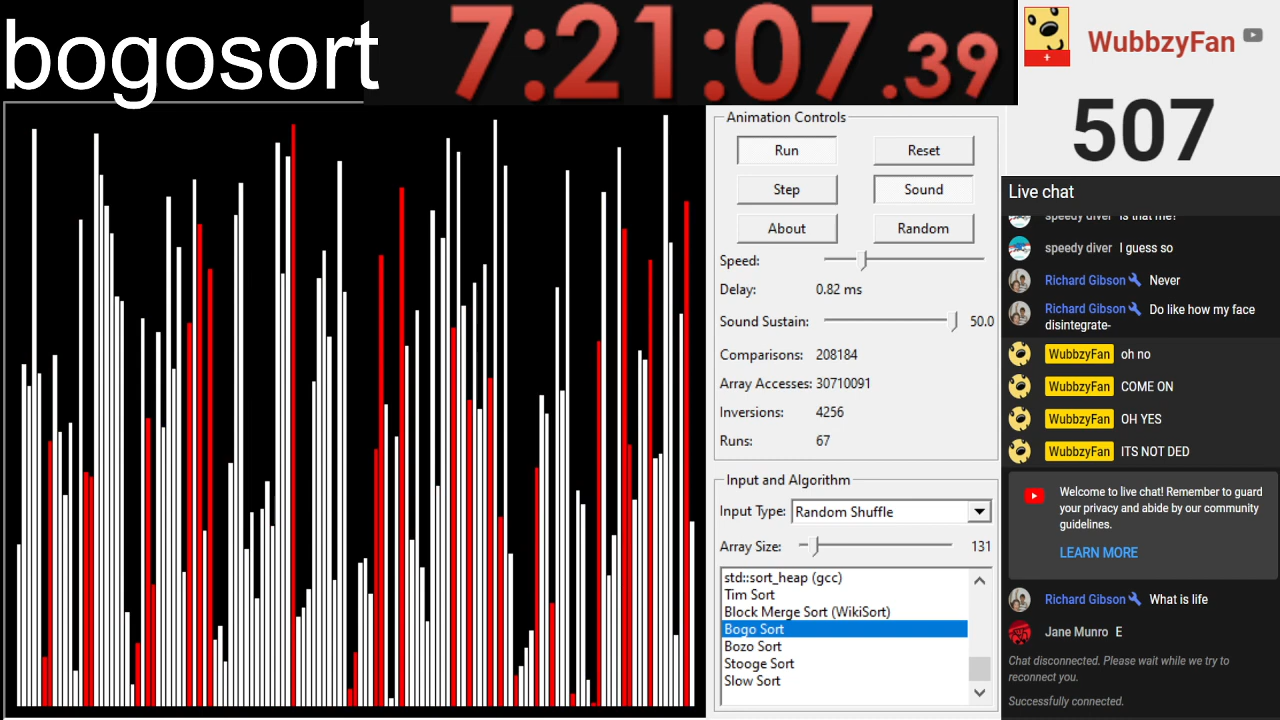 bogosort
7:21:07.39
WubbzyFan
507
Animation Controls
Run
Reset
Step
Sound
About
Random
Speed:
Delay: 0.82 ms
Sound Sustain: 50.0
Comparisons: 208184
Array Accesses: 30710091
Inversions: 4256
Runs: 67
Input and Algorithm
Input Type: Random Shuffle
Array Size: 131
std::sort_heap (gcc)
Tim Sort
Block Merge Sort (WikiSort)
Bogo Sort
Bozo Sort
Stooge Sort
Slow Sort
Live chat
speedy diver Is that me?
speedy diver I guess so
Richard Gibson Never
Richard Gibson Do like how my face
disintegrate-
WubbzyFan oh no
WubbzyFan COME ON
WubbzyFan OH YES
WubbzyFan ITS NOT DED
Welcome to live chat! Remember to guard
your privacy and abide by our community
guidelines.
LEARN MORE
Richard Gibson What is life
Jane Munro E
Chat disconnected. Please wait while we try to
reconnect you.
Successfully connected.